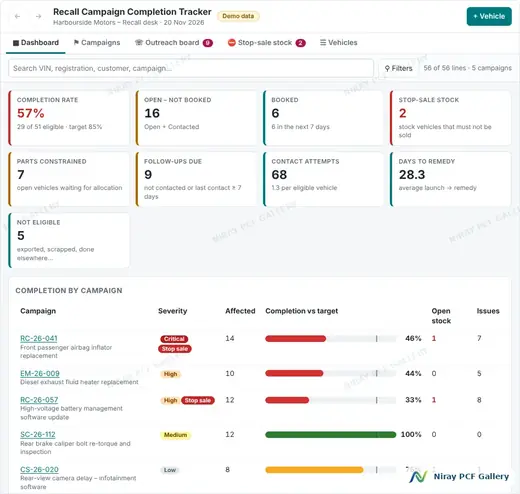 Recall Campaign Completion Tracker
Demo data
Harbourside Motors – Recall desk · 20 Nov 2026
+ Vehicle
Dashboard
Campaigns
Outreach board 9
Stop-sale stock 2
Vehicles
Search VIN, registration, customer, campaign...
Filters
56 of 56 lines · 5 campaigns
COMPLETION RATE
57%
29 of 51 eligible · target 85%
OPEN – NOT BOOKED
16
Open + Contacted
BOOKED
6
6 in the next 7 days
STOP-SALE STOCK
2
stock vehicles that must not be
sold
PARTS CONSTRAINED
7
open vehicles waiting for allocation
FOLLOW-UPS DUE
9
not contacted or last contact ≥ 7
days
CONTACT ATTEMPTS
68
1.3 per eligible vehicle
DAYS TO REMEDY
28.3
average launch → remedy
NOT ELIGIBLE
5
exported, scrapped, done
elsewhere...
COMPLETION BY CAMPAIGN
Campaign Severity Affected Completion vs target Open
stock Issues
RC-26-041 Critical 14 46% 1 7
Front passenger airbag inflator Stop sale
replacement
EM-26-009 High 10 44% 0 5
Diesel exhaust fluid heater replacement
RC-26-057 High Stop sale 12 33% 1 8
High-voltage battery management
software update
SC-26-112 Medium 12 100% 0 0
Rear brake caliper bolt re-torque and
inspection
CS-26-020 Low 8
Rear-view camera delay – infotainment
software
Niray PCF Gallery